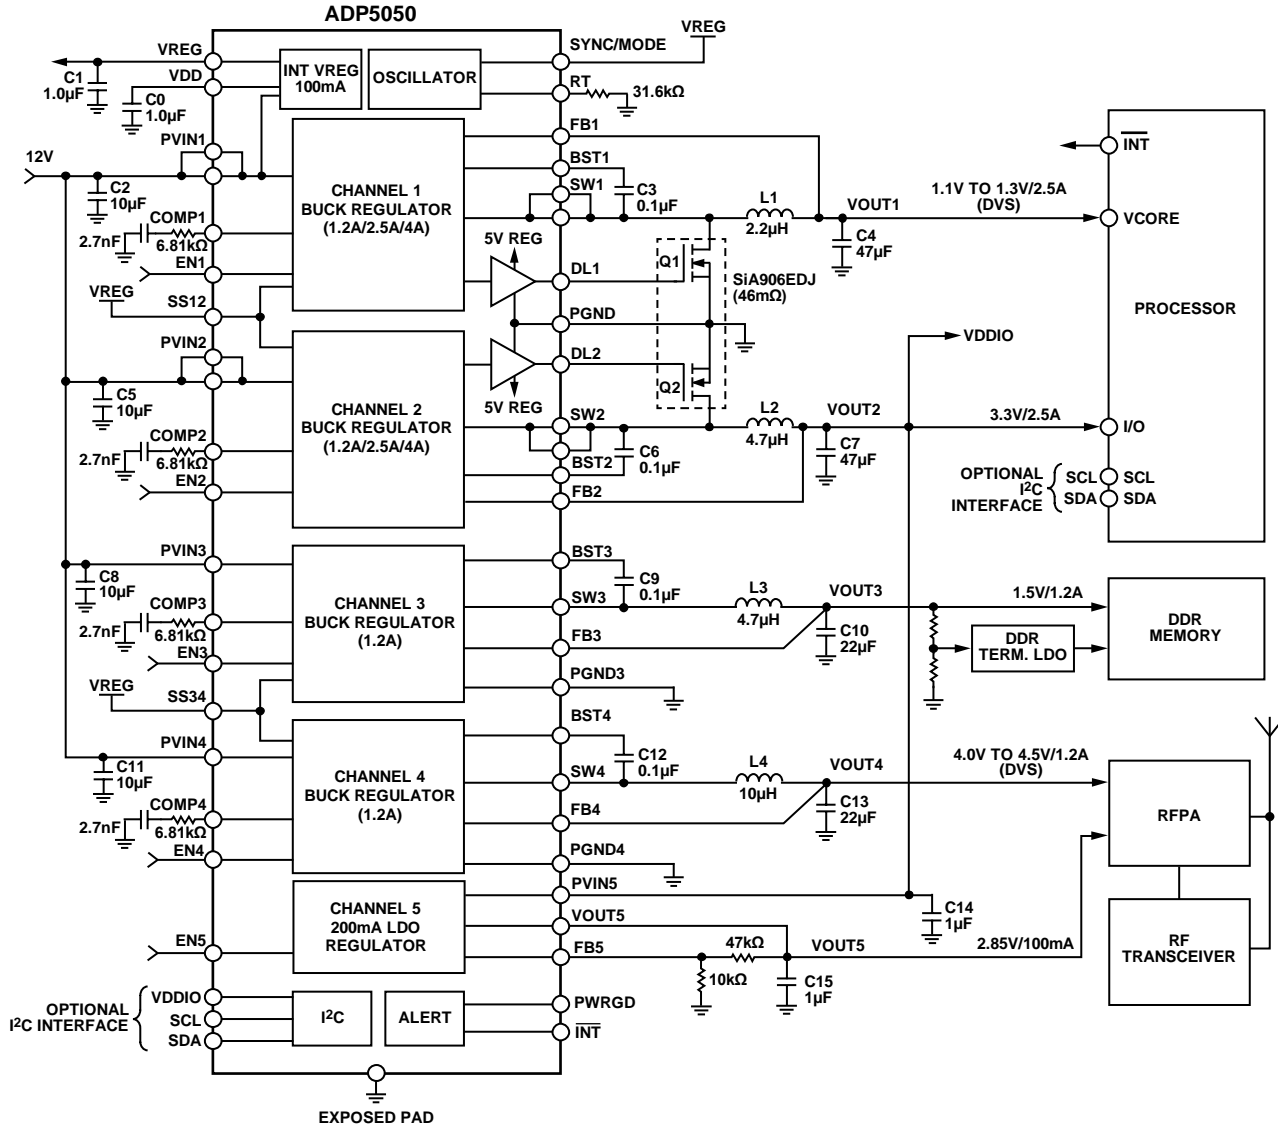 ADP5050
VREG
C1
1.0µF
VDD
C0
1.0µF
INT VREG
100mA
OSCILLATOR
SYNC/MODE
VREG
RT
31.6kΩ
12V
PVIN1
C2
10µF
COMP1
2.7nF
6.81kΩ
EN1
VREG
SS12
CHANNEL 1
BUCK REGULATOR
(1.2A/2.5A/4A)
FB1
BST1
SW1
C3
0.1µF
L1
2.2µH
VOUT1
C4
47µF
1.1V TO 1.3V/2.5A
(DVS)
5V REG
DL1
PGND
DL2
5V REG
Q1
Q2
SiA906EDJ
(46mΩ)
PVIN2
C5
10µF
COMP2
2.7nF
6.81kΩ
EN2
CHANNEL 2
BUCK REGULATOR
(1.2A/2.5A/4A)
SW2
BST2
FB2
C6
0.1µF
L2
4.7µH
VOUT2
C7
47µF
VDDIO
3.3V/2.5A
INT
VCORE
PROCESSOR
I/O
OPTIONAL
I2C
INTERFACE
SCL
SDA
SCL
SDA
PVIN3
C8
10µF
COMP3
2.7nF
6.81kΩ
EN3
VREG
SS34
CHANNEL 3
BUCK REGULATOR
(1.2A)
BST3
SW3
FB3
PGND3
C9
0.1µF
L3
4.7µH
VOUT3
C10
22µF
1.5V/1.2A
DDR
TERM. LDO
DDR
MEMORY
PVIN4
C11
10µF
COMP4
2.7nF
6.81kΩ
EN4
CHANNEL 4
BUCK REGULATOR
(1.2A)
BST4
SW4
FB4
PGND4
C12
0.1µF
L4
10µH
VOUT4
C13
22µF
4.0V TO 4.5V/1.2A
(DVS)
RFPA
EN5
CHANNEL 5
200mA LDO
REGULATOR
PVIN5
VOUT5
FB5
47kΩ
10kΩ
VOUT5
C15
1µF
C14
1µF
2.85V/100mA
RF
TRANSCEIVER
OPTIONAL
I2C INTERFACE
VDDIO
SCL
SDA
I2C
ALERT
PWRGD
INT
EXPOSED PAD